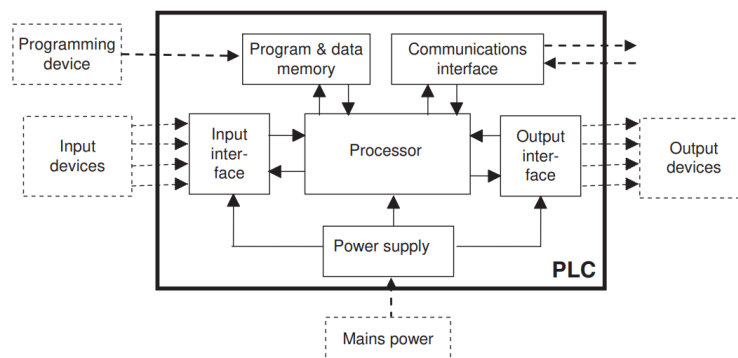 Programming
device
Program & data
memory
Communications
interface
Input
devices
Input
inter-
face
Processor
Output
inter-
face
Output
devices
Power supply
PLC
Mains power